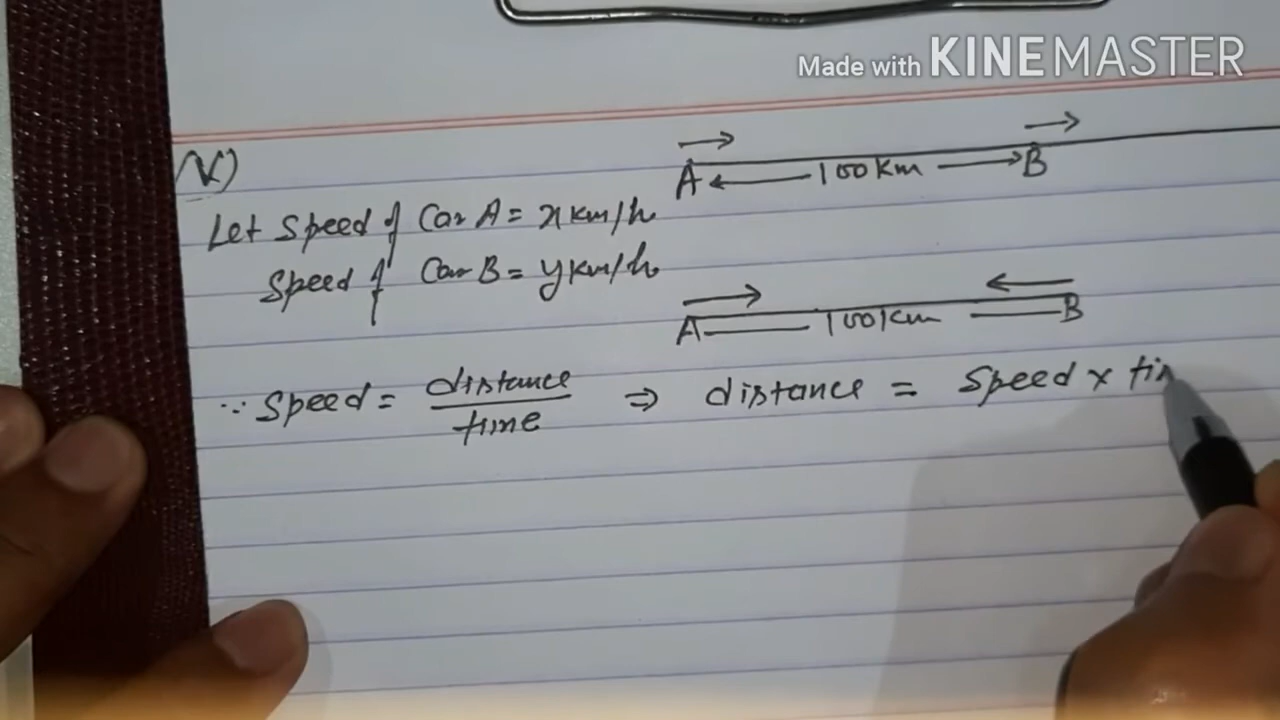 Made with KINEMASTER
(V)
A 100 km B
Let Speed of Car A = x km/h
Speed of Car B = y km/h
A 100 km B
∵ Speed = distance/time ⇒ distance = Speed × tim